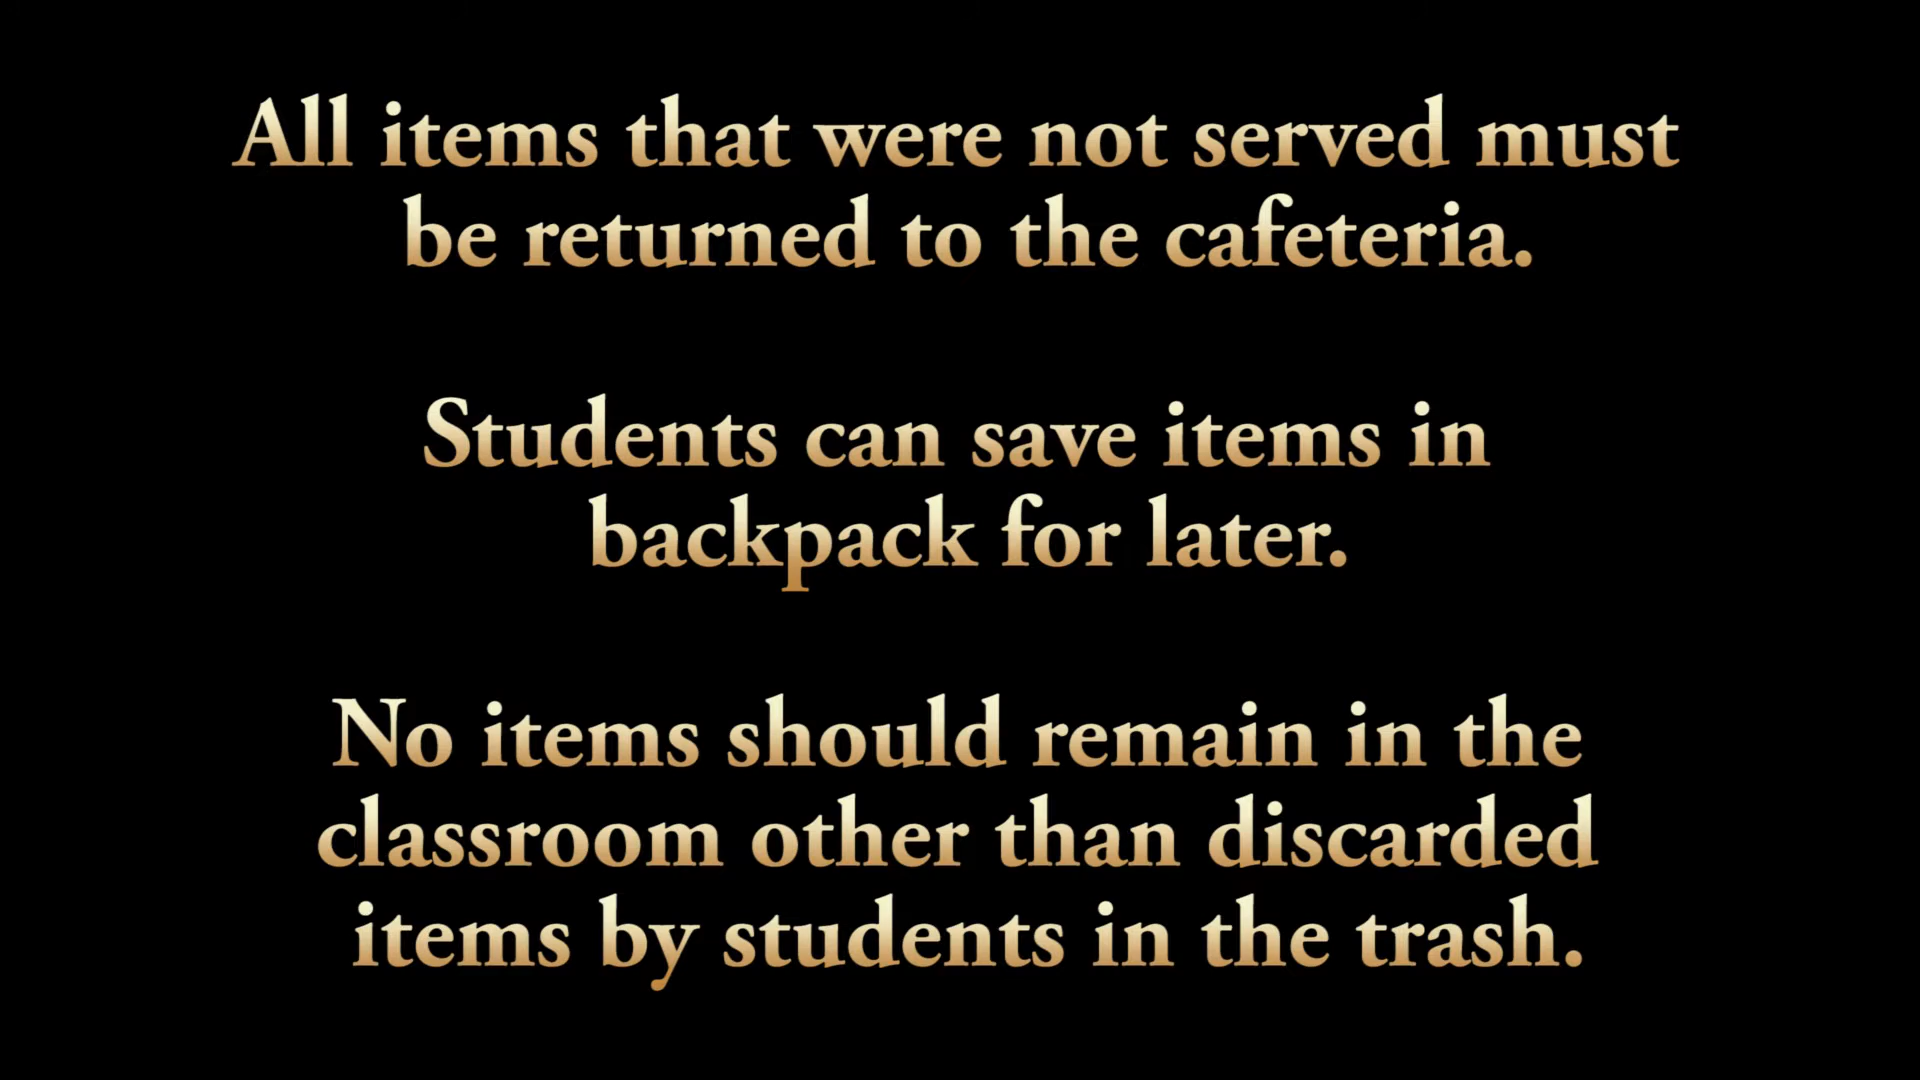 All items that were not served must
be returned to the cafeteria.
Students can save items in
backpack for later.
No items should remain in the
classroom other than discarded
items by students in the trash.